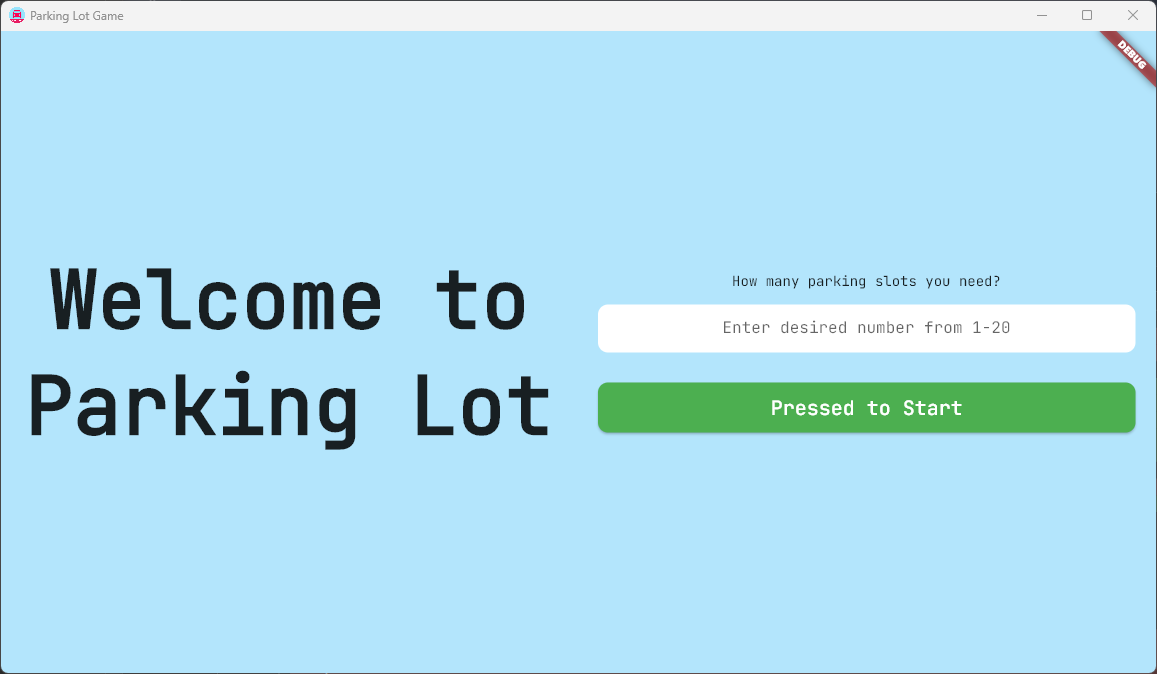 Parking Lot Game
DEBUG
Welcome to
Parking Lot
How many parking slots you need?
Enter desired number from 1-20
Pressed to Start